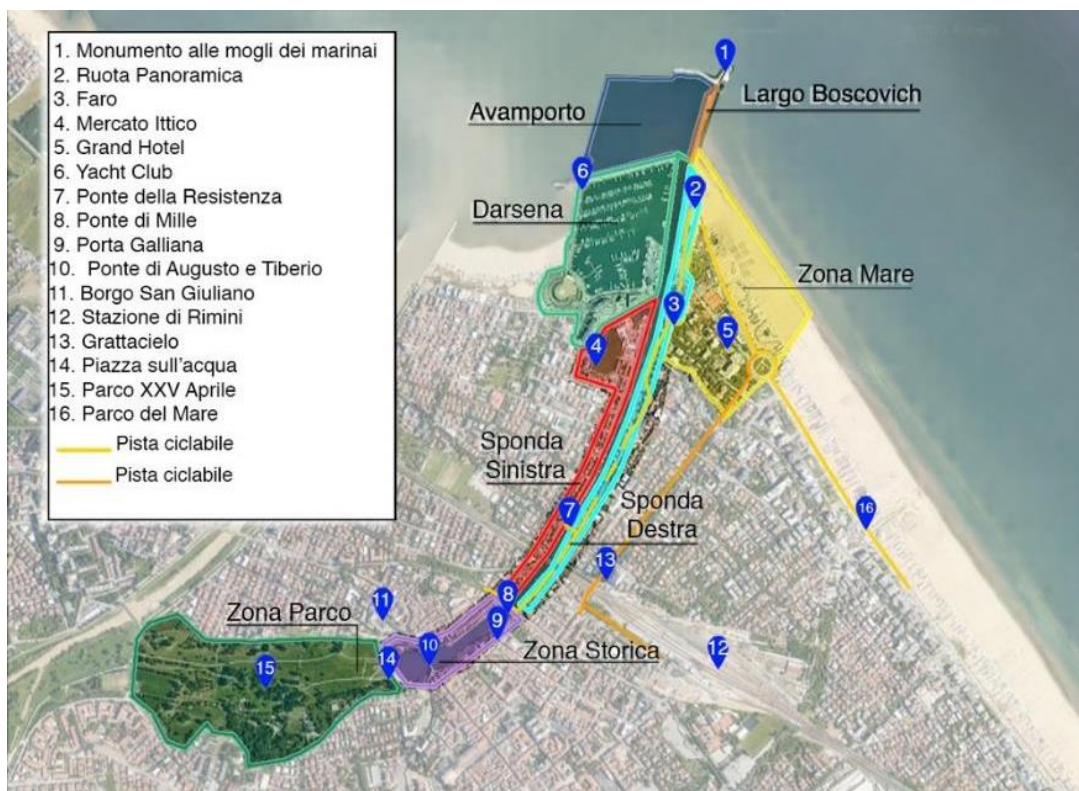 1. Monumento alle mogli dei marinai
2. Ruota Panoramica
3. Faro
4. Mercato Ittico
5. Grand Hotel
6. Yacht Club
7. Ponte della Resistenza
8. Ponte di Mille
9. Porta Galliana
10. Ponte di Augusto e Tiberio
11. Borgo San Giuliano
12. Stazione di Rimini
13. Grattacielo
14. Piazza sull'acqua
15. Parco XXV Aprile
16. Parco del Mare
Pista ciclabile
Pista ciclabile
1
Largo Boscovich
Avamporto
6
2
Darsena
Zona Mare
3
5
4
Sponda
Sinistra
Sponda
Destra
7
16
13
8
11
9
Zona Parco
10
Zona Storica
12
14
15